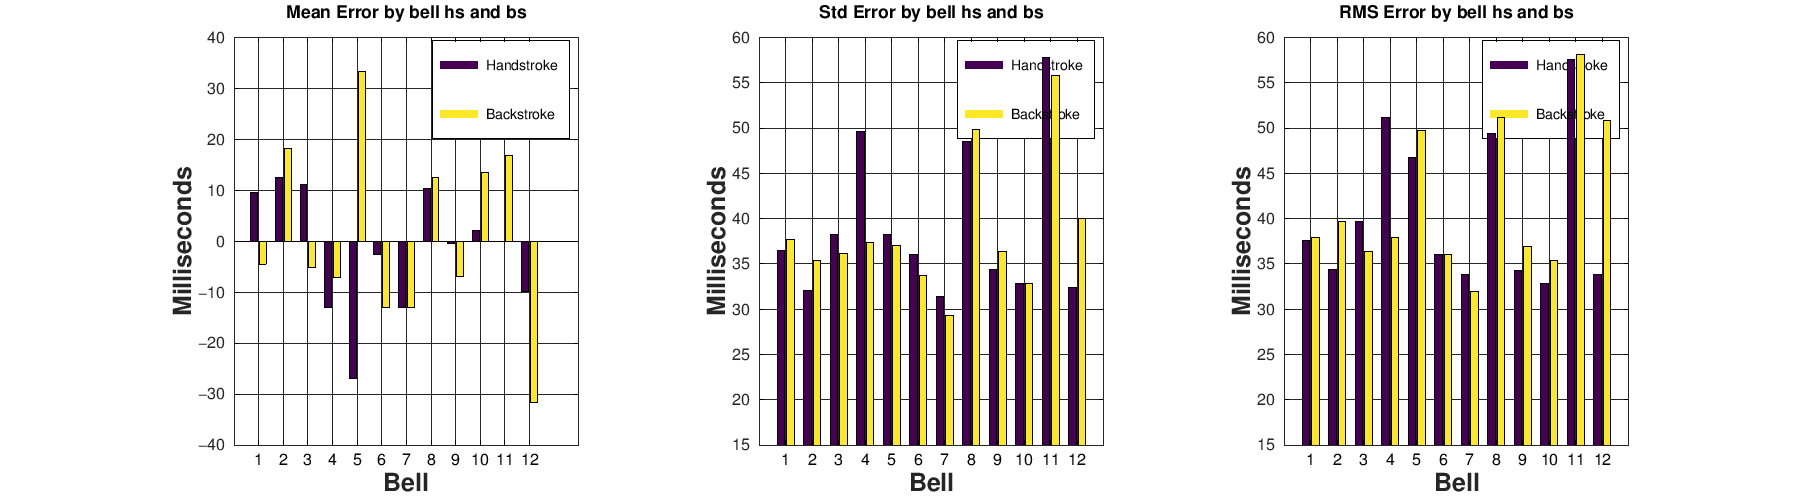 Mean Error by bell hs and bs
40
30
20
10
0
−10
−20
−30
−40
Milliseconds
Handstroke
Backstroke
1 2 3 4 5 6 7 8 9 10 11 12
Bell
Std Error by bell hs and bs
60
55
50
45
40
35
30
25
20
15
Milliseconds
Handstroke
Backstroke
1 2 3 4 5 6 7 8 9 10 11 12
Bell
RMS Error by bell hs and bs
60
55
50
45
40
35
30
25
20
15
Milliseconds
Handstroke
Backstroke
1 2 3 4 5 6 7 8 9 10 11 12
Bell